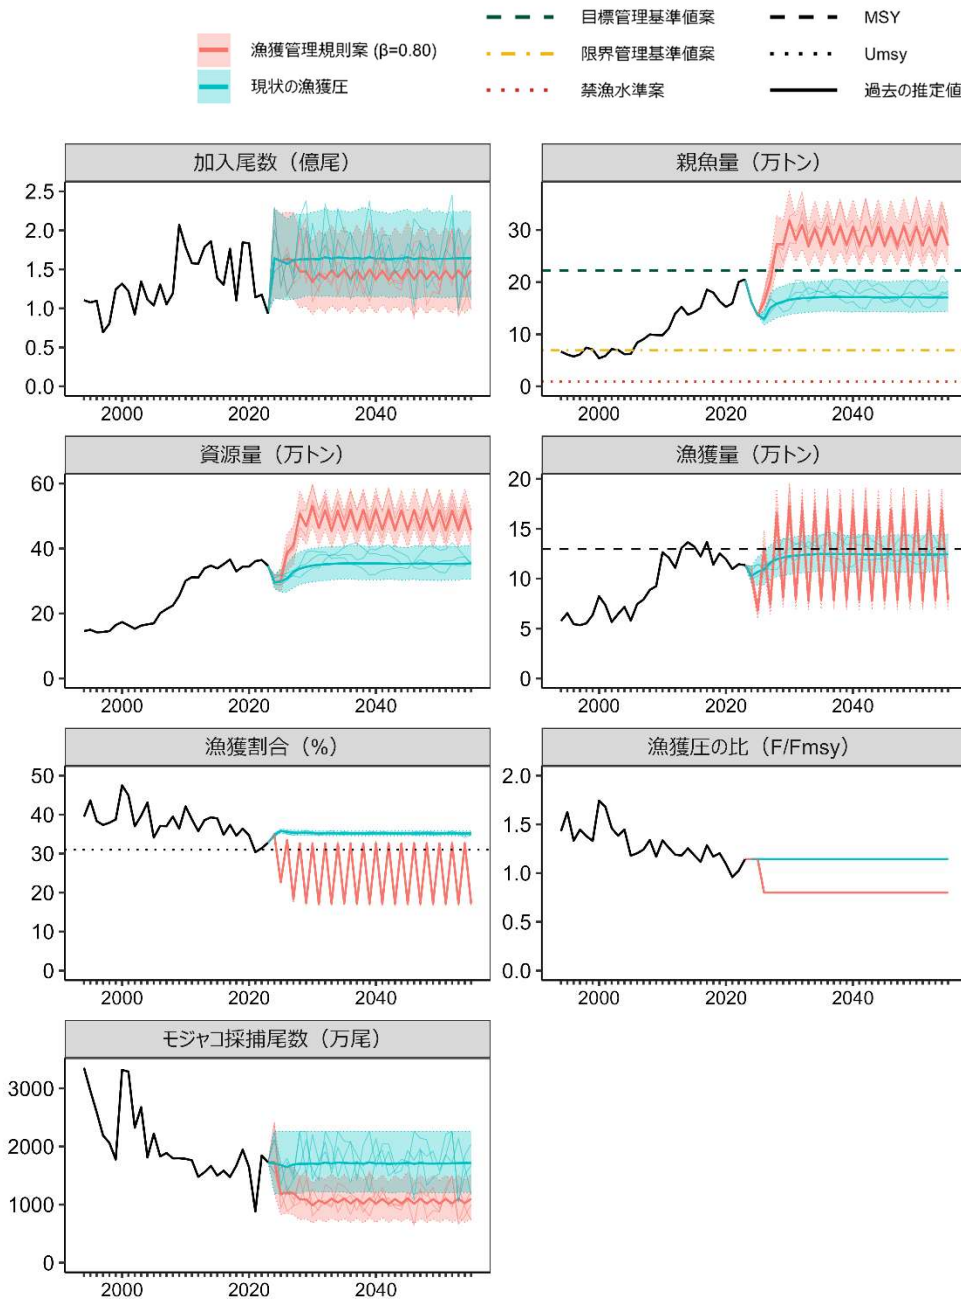 漁獲管理規則案 (β=0.80)
現状の漁獲圧
目標管理基準値案
限界管理基準値案
禁漁水準案
MSY
Umsy
過去の推定値
加入尾数（億尾）
2.5
2.0
1.5
1.0
0.5
0.0
2000 2020 2040
親魚量（万トン）
30
20
10
0
2000 2020 2040
資源量（万トン）
60
40
20
0
2000 2020 2040
漁獲量（万トン）
20
15
10
5
0
2000 2020 2040
漁獲割合（%）
50
40
30
20
10
0
2000 2020 2040
漁獲圧の比（F/Fmsy）
2.0
1.5
1.0
0.5
0.0
2000 2020 2040
モジャコ採捕尾数（万尾）
3000
2000
1000
0
2000 2020 2040